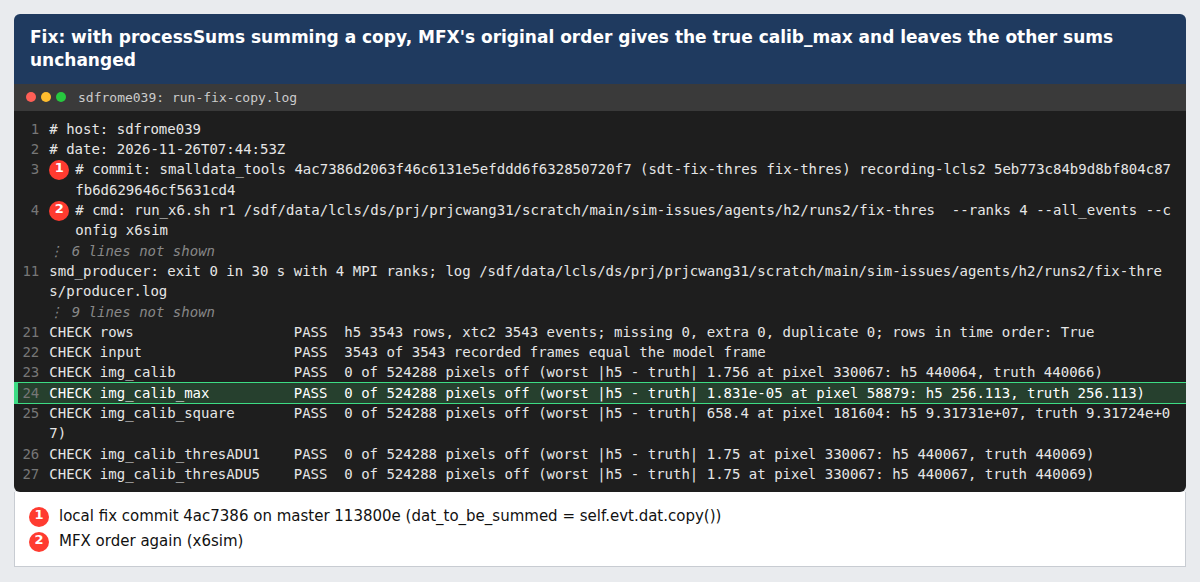 Fix: with processSums summing a copy, MFX's original order gives the true calib_max and leaves the other sums
unchanged
sdfrome039: run-fix-copy.log
1 # host: sdfrome039
2 # date: 2026-11-26T07:44:53Z
3 1 # commit: smalldata_tools 4ac7386d2063f46c6131e5efddd6f632850720f7 (sdt-fix-thres fix-thres) recording-lcls2 5eb773c84b9d8bf804c87
fb6d629646cf5631cd4
4 2 # cmd: run_x6.sh r1 /sdf/data/lcls/ds/prj/prjcwang31/scratch/main/sim-issues/agents/h2/runs2/fix-thres  --ranks 4 --all_events --c
onfig x6sim
⋮ 6 lines not shown
11 smd_producer: exit 0 in 30 s with 4 MPI ranks; log /sdf/data/lcls/ds/prj/prjcwang31/scratch/main/sim-issues/agents/h2/runs2/fix-thre
s/producer.log
⋮ 9 lines not shown
21 CHECK rows                   PASS  h5 3543 rows, xtc2 3543 events; missing 0, extra 0, duplicate 0; rows in time order: True
22 CHECK input                  PASS  3543 of 3543 recorded frames equal the model frame
23 CHECK img_calib              PASS  0 of 524288 pixels off (worst |h5 - truth| 1.756 at pixel 330067: h5 440064, truth 440066)
24 CHECK img_calib_max          PASS  0 of 524288 pixels off (worst |h5 - truth| 1.831e-05 at pixel 58879: h5 256.113, truth 256.113)
25 CHECK img_calib_square       PASS  0 of 524288 pixels off (worst |h5 - truth| 658.4 at pixel 181604: h5 9.31731e+07, truth 9.31724e+0
7)
26 CHECK img_calib_thresADU1    PASS  0 of 524288 pixels off (worst |h5 - truth| 1.75 at pixel 330067: h5 440067, truth 440069)
27 CHECK img_calib_thresADU5    PASS  0 of 524288 pixels off (worst |h5 - truth| 1.75 at pixel 330067: h5 440067, truth 440069)
1 local fix commit 4ac7386 on master 113800e (dat_to_be_summed = self.evt.dat.copy())
2 MFX order again (x6sim)